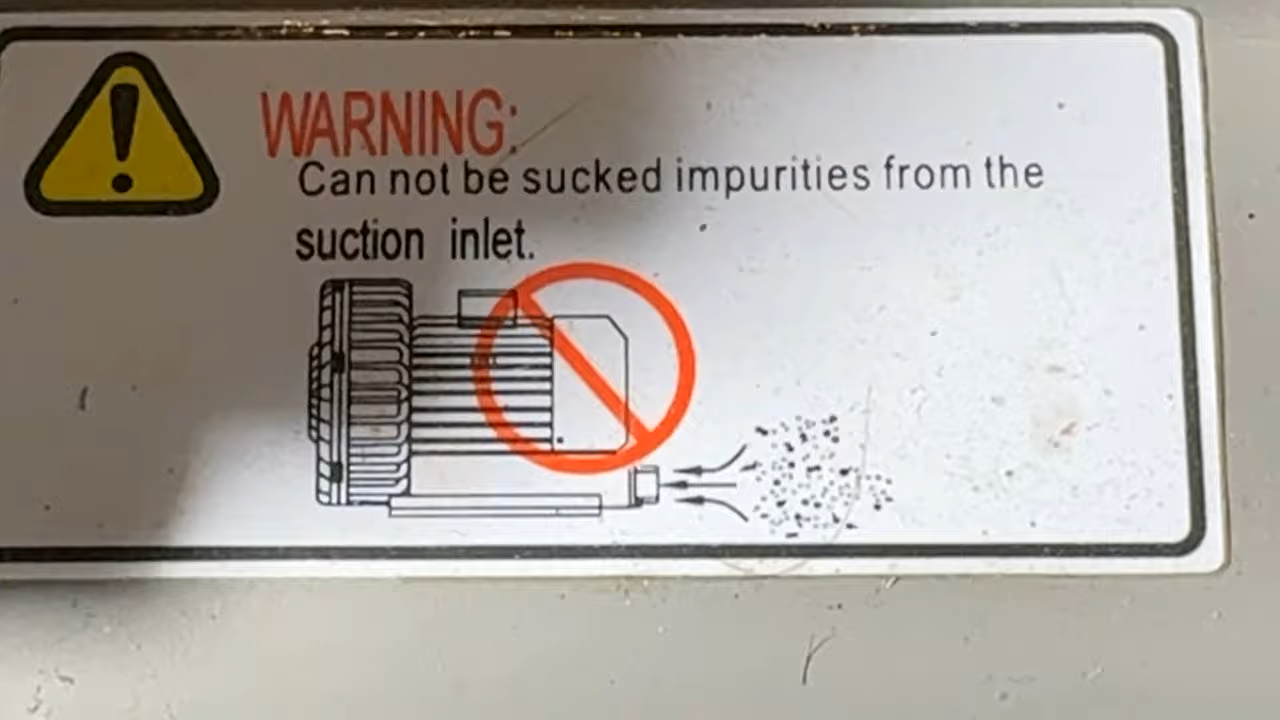 WARNING:
Can not be sucked impurities from the
suction inlet.